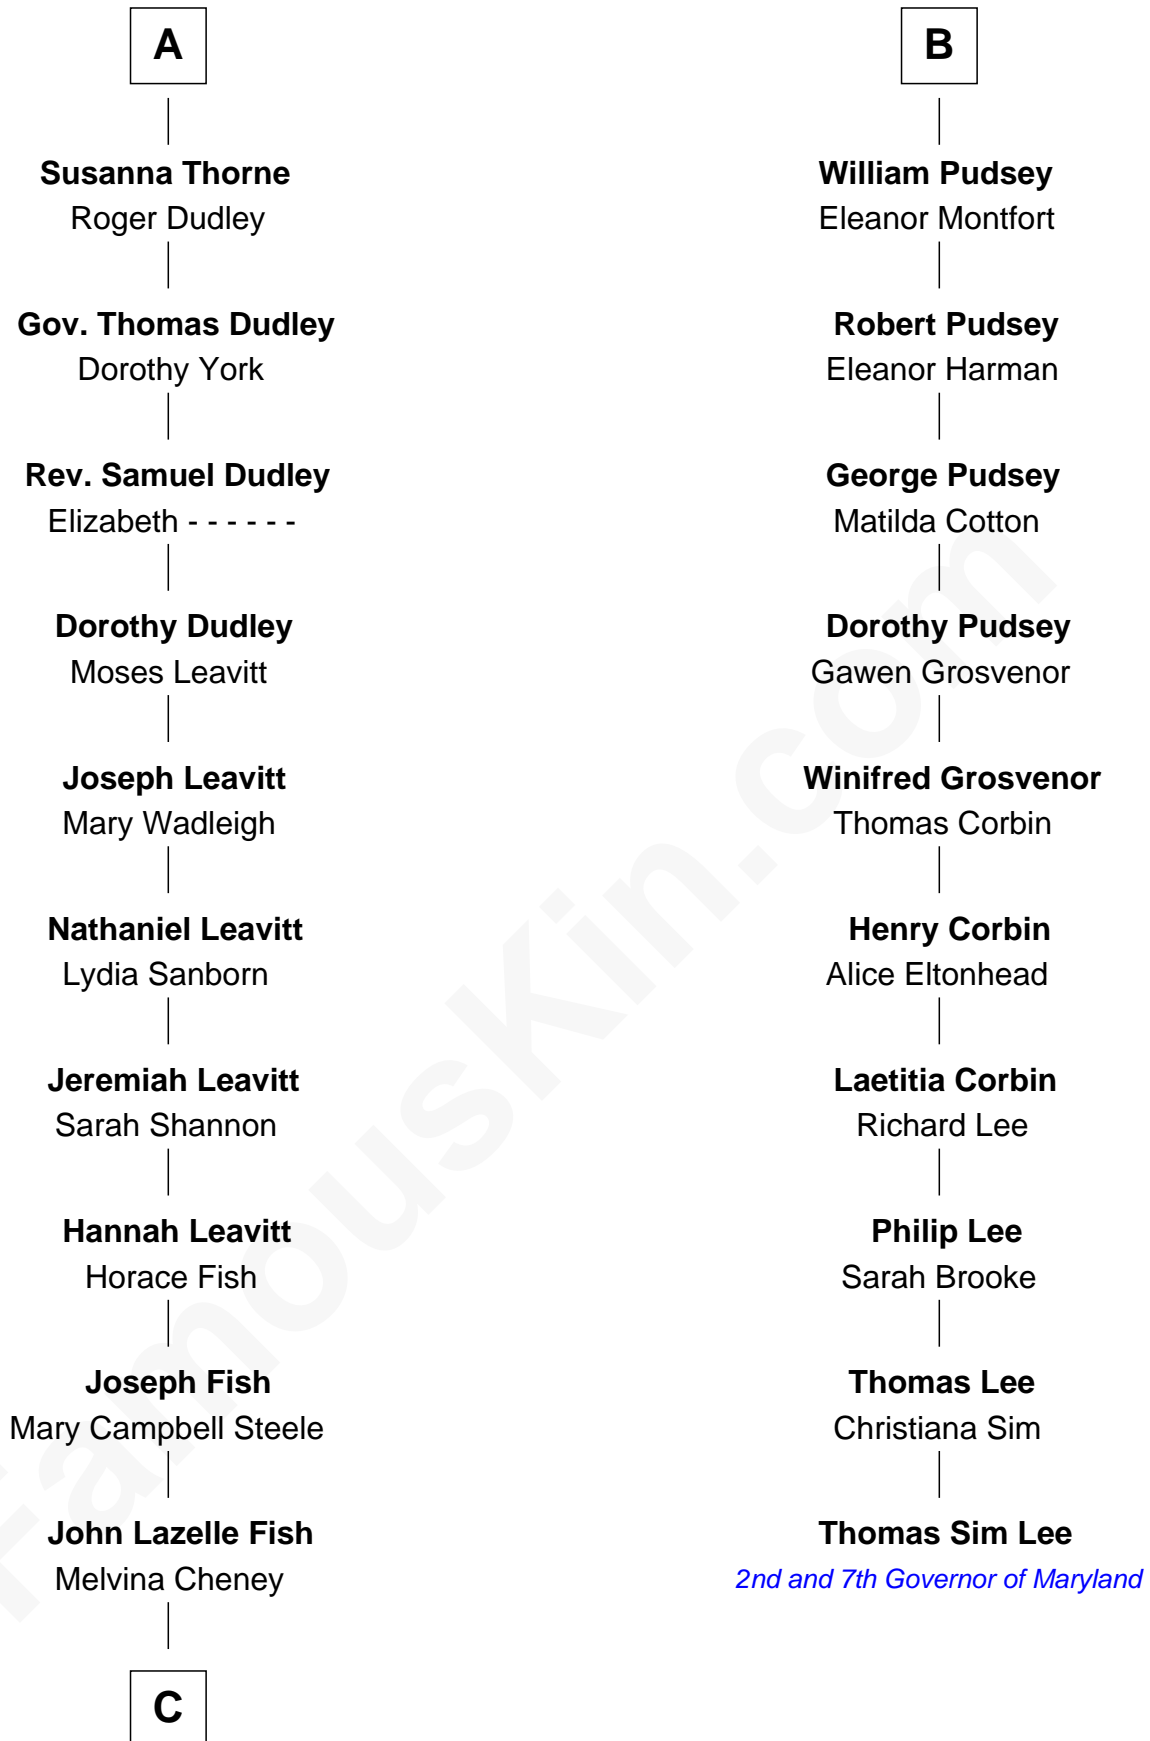 A
Susanna Thorne
Roger Dudley
Gov. Thomas Dudley
Dorothy York
Rev. Samuel Dudley
Elizabeth - - - - - -
Dorothy Dudley
Moses Leavitt
Joseph Leavitt
Mary Wadleigh
Nathaniel Leavitt
Lydia Sanborn
Jeremiah Leavitt
Sarah Shannon
Hannah Leavitt
Horace Fish
Joseph Fish
Mary Campbell Steele
John Lazelle Fish
Melvina Cheney
C
B
William Pudsey
Eleanor Montfort
Robert Pudsey
Eleanor Harman
George Pudsey
Matilda Cotton
Dorothy Pudsey
Gawen Grosvenor
Winifred Grosvenor
Thomas Corbin
Henry Corbin
Alice Eltonhead
Laetitia Corbin
Richard Lee
Philip Lee
Sarah Brooke
Thomas Lee
Christiana Sim
Thomas Sim Lee
2nd and 7th Governor of Maryland
FamousKin.com